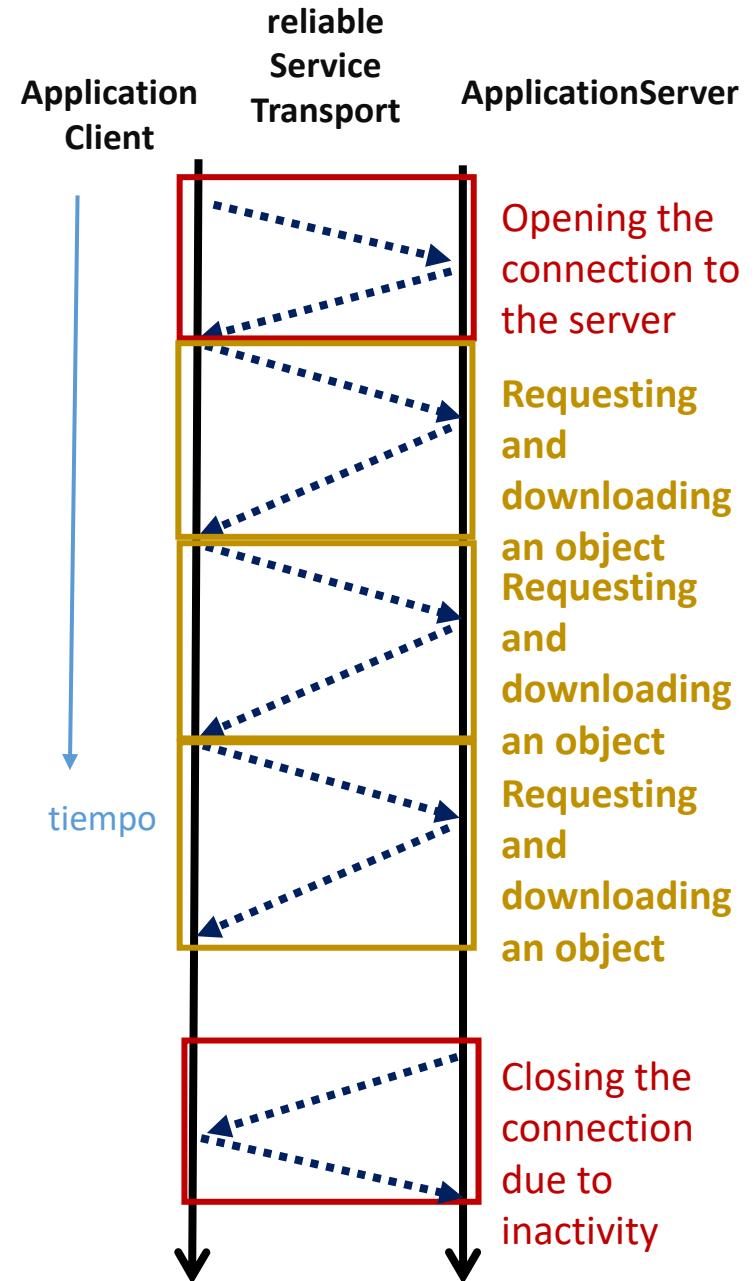 reliable
Service
Transport
Application
Client
ApplicationServer
Opening the
connection to
the server
Requesting
and
downloading
an object
Requesting
and
downloading
an object
Requesting
and
downloading
an object
tiempo
Closing the
connection
due to
inactivity